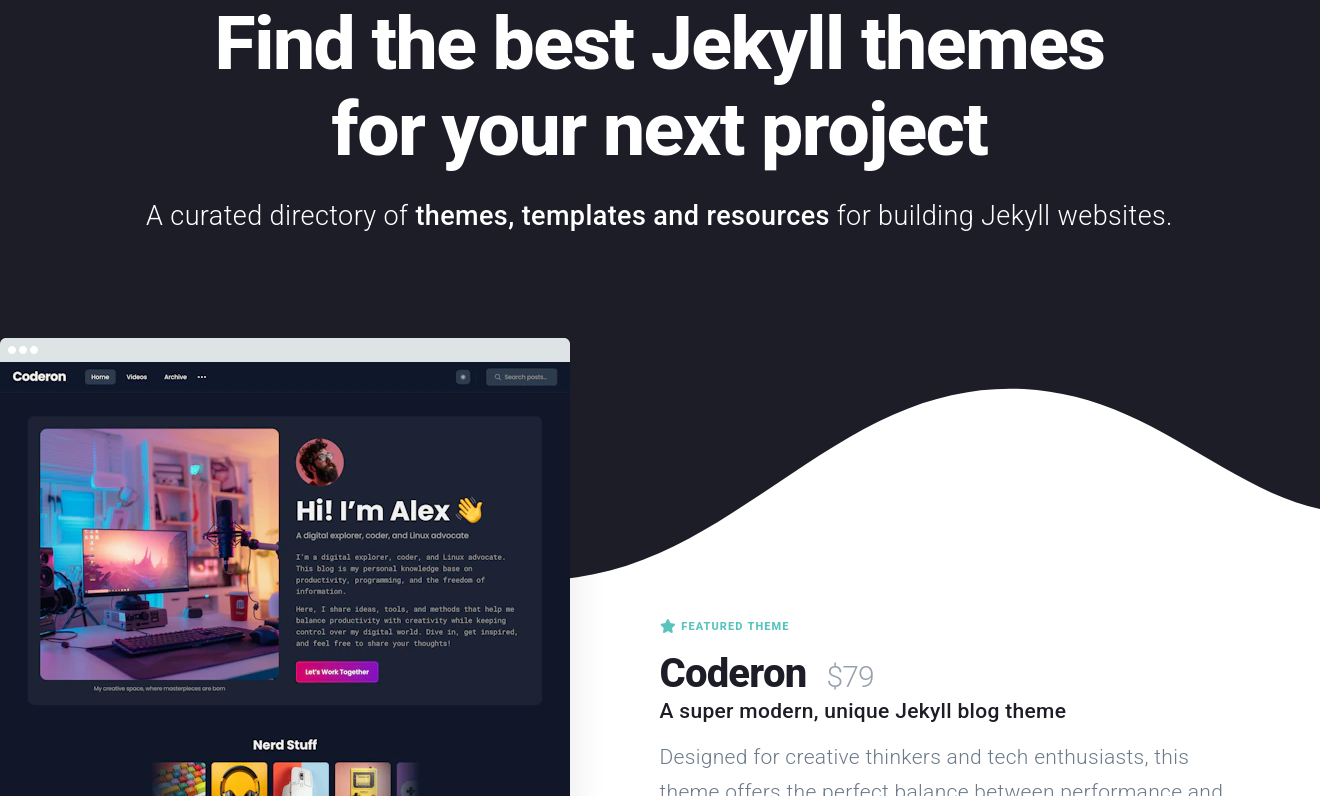 Find the best Jekyll themes
for your next project
A curated directory of themes, templates and resources for building Jekyll websites.
Coderon Home Videos Archive Search posts...
Hi! I'm Alex 👋
A digital explorer, coder, and Linux advocate
I'm a digital explorer, coder, and Linux advocate.
This blog is my personal knowledge base on
productivity, programming, and the freedom of
information.
Here, I share ideas, tools, and methods that help me
balance productivity with creativity while keeping
control over my digital world. Dive in, get inspired,
and feel free to share your thoughts!
Let's Work Together
My creative space, where masterpieces are born
Nerd Stuff
FEATURED THEME
Coderon $79
A super modern, unique Jekyll blog theme
Designed for creative thinkers and tech enthusiasts, this
theme offers the perfect balance between performance and